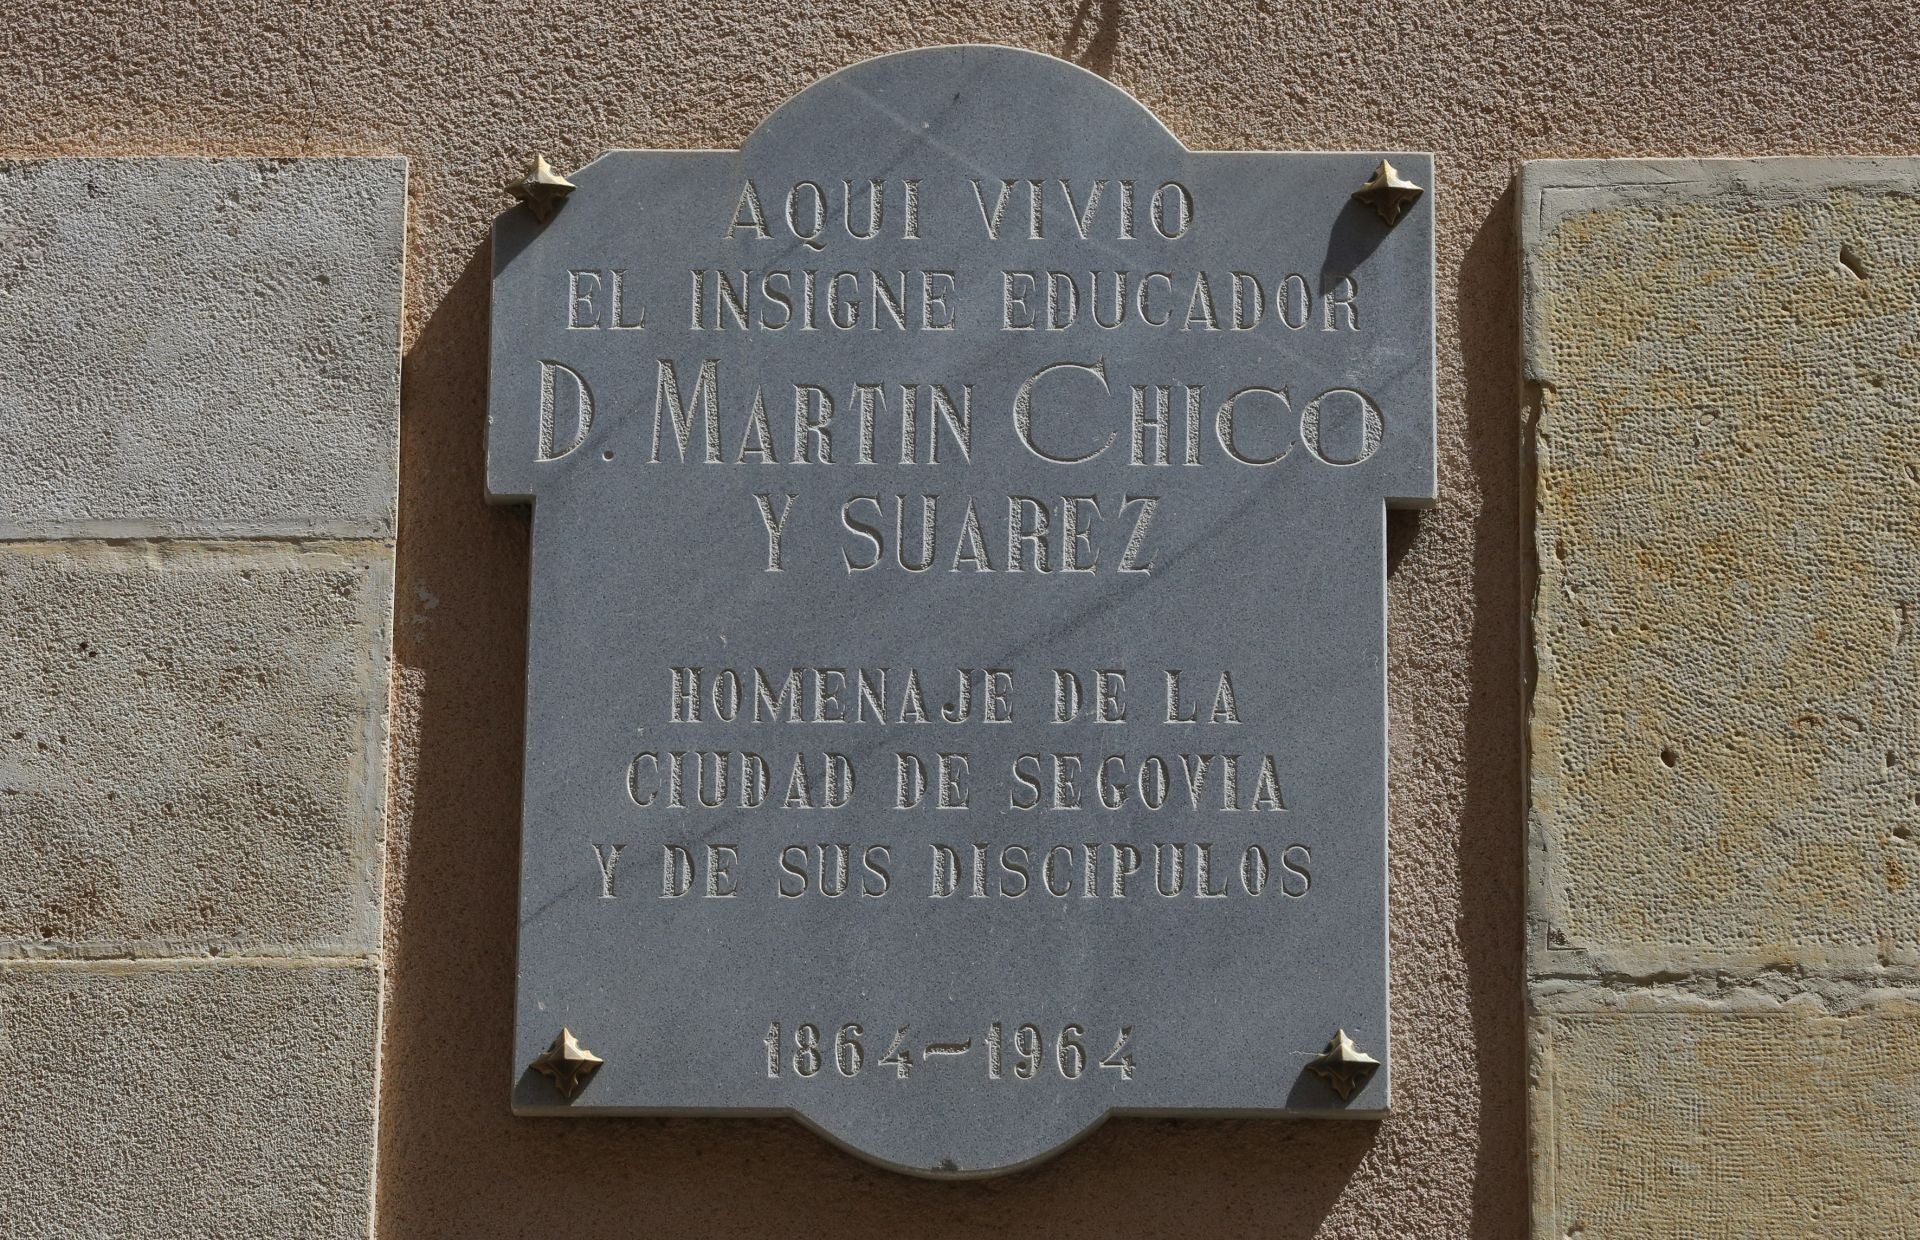 AQUI VIVIO
EL INSIGNE EDUCADOR
D. MARTIN CHICO
Y SUAREZ
HOMENAJE DE LA
CIUDAD DE SEGOVIA
Y DE SUS DISCIPULOS
1864-1964